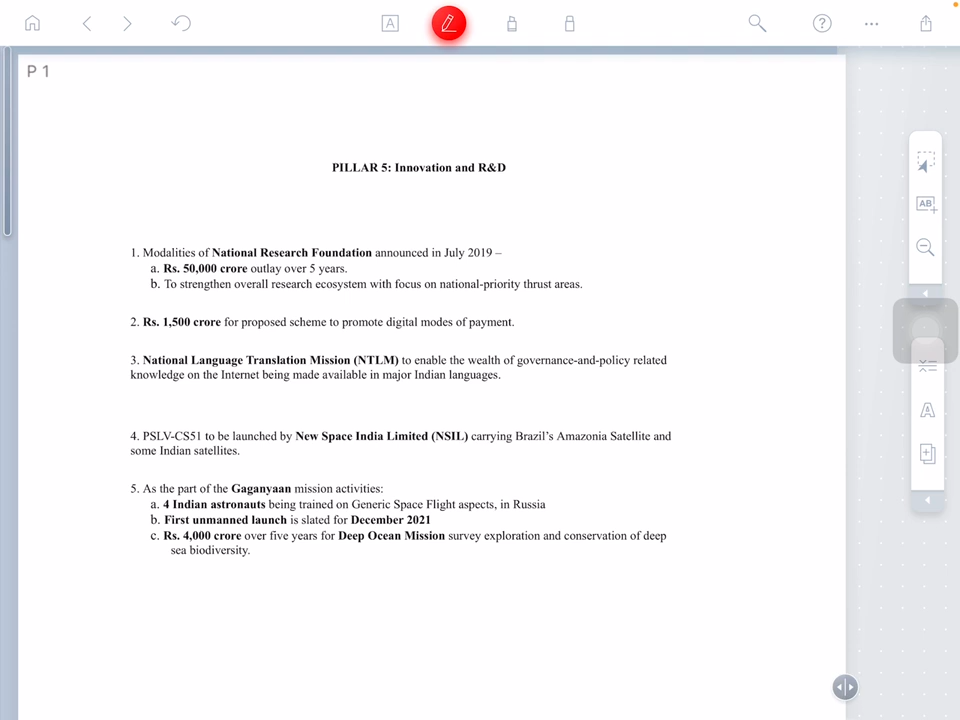 P 1
PILLAR 5: Innovation and R&D
1. Modalities of National Research Foundation announced in July 2019 –
a. Rs. 50,000 crore outlay over 5 years.
b. To strengthen overall research ecosystem with focus on national-priority thrust areas.
2. Rs. 1,500 crore for proposed scheme to promote digital modes of payment.
3. National Language Translation Mission (NTLM) to enable the wealth of governance-and-policy related
knowledge on the Internet being made available in major Indian languages.
4. PSLV-CS51 to be launched by New Space India Limited (NSIL) carrying Brazil’s Amazonia Satellite and
some Indian satellites.
5. As the part of the Gaganyaan mission activities:
a. 4 Indian astronauts being trained on Generic Space Flight aspects, in Russia
b. First unmanned launch is slated for December 2021
c. Rs. 4,000 crore over five years for Deep Ocean Mission survey exploration and conservation of deep
sea biodiversity.
A
AB
A